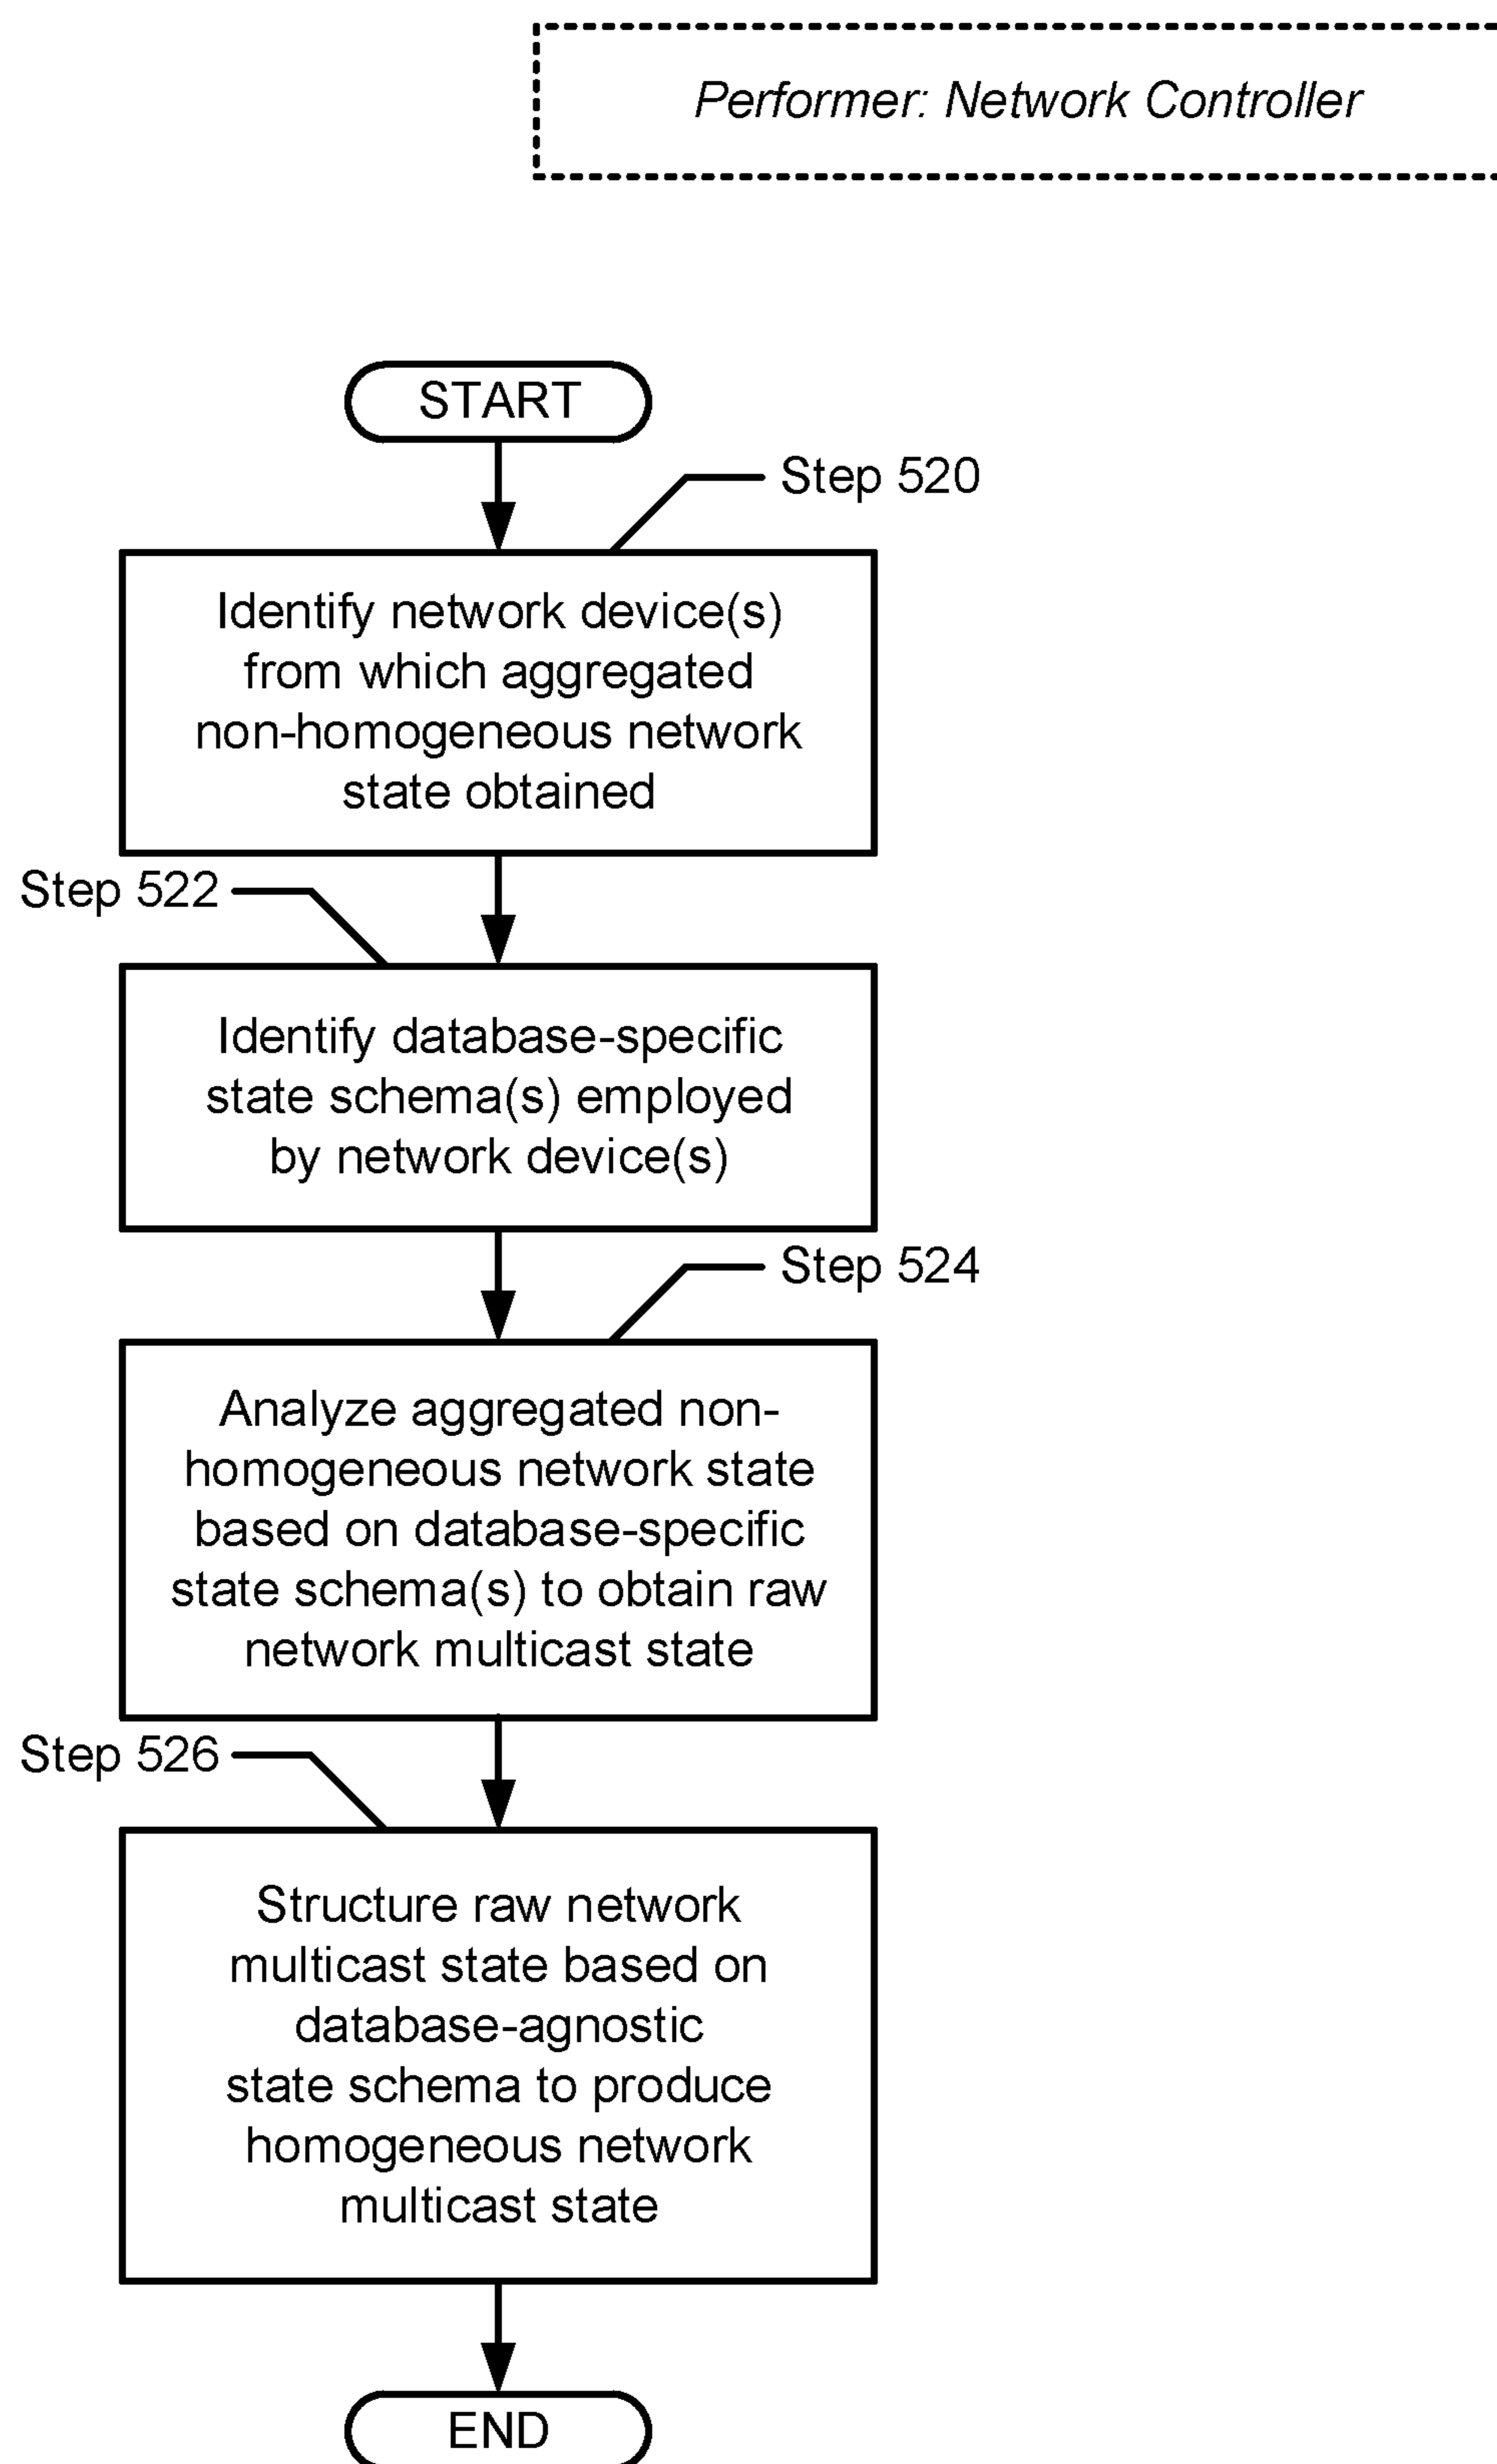 Performer: Network Controller
START
Step 520
Identify network device(s)
from which aggregated
non-homogeneous network
state obtained
Step 522
Identify database-specific
state schema(s) employed
by network device(s)
Step 524
Analyze aggregated non-
homogeneous network state
based on database-specific
state schema(s) to obtain raw
network multicast state
Step 526
Structure raw network
multicast state based on
database-agnostic
state schema to produce
homogeneous network
multicast state
END